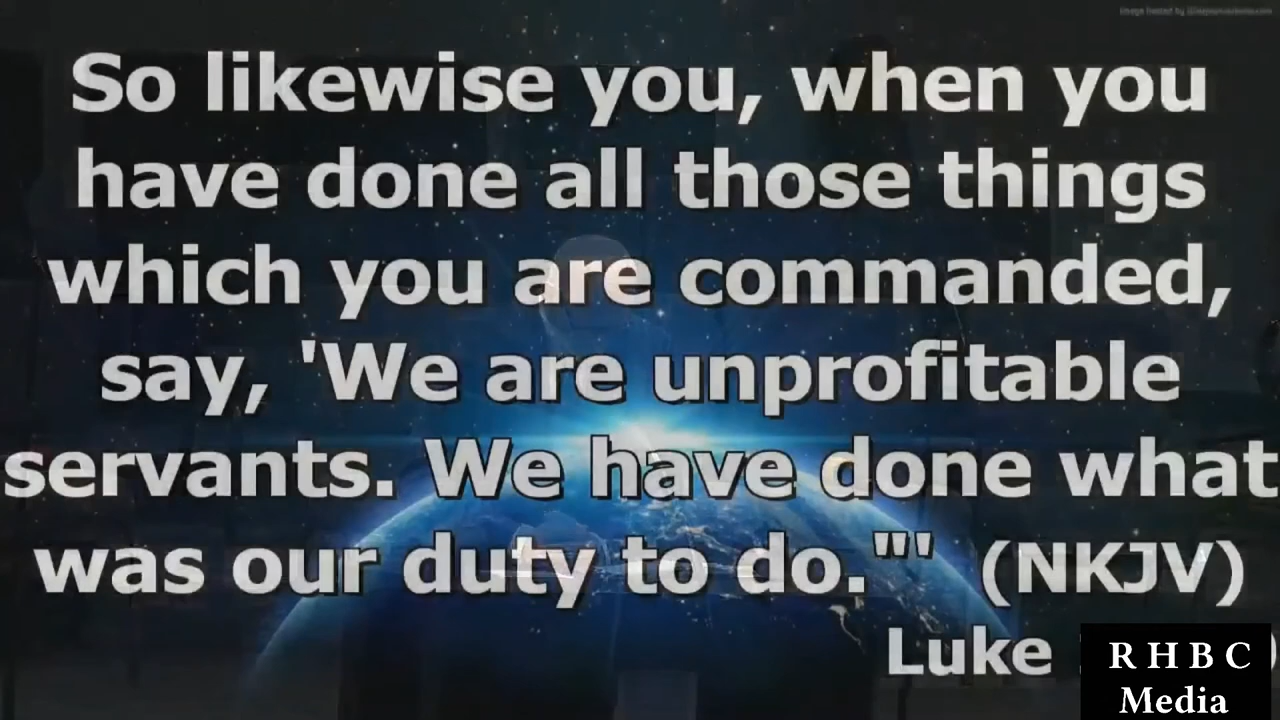 So likewise you, when you
have done all those things
which you are commanded,
say, 'We are unprofitable
servants. We have done what
was our duty to do."' (NKJV)
Luke
R H B C
Media